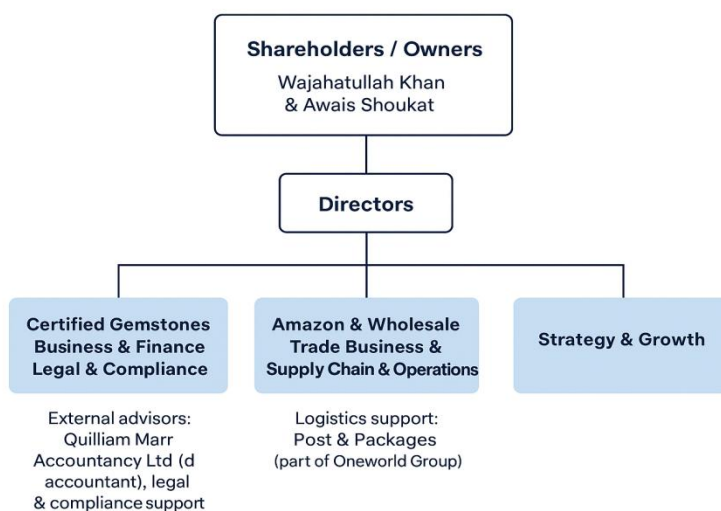 Shareholders / Owners
Wajahatullah Khan
& Awais Shoukat
Directors
Certified Gemstones
Business & Finance
Legal & Compliance
Amazon & Wholesale
Trade Business &
Supply Chain & Operations
Strategy & Growth
External advisors:
Quilliam Marr
Accountancy Ltd (d
accountant), legal
& compliance support
Logistics support:
Post & Packages
(part of Oneworld Group)